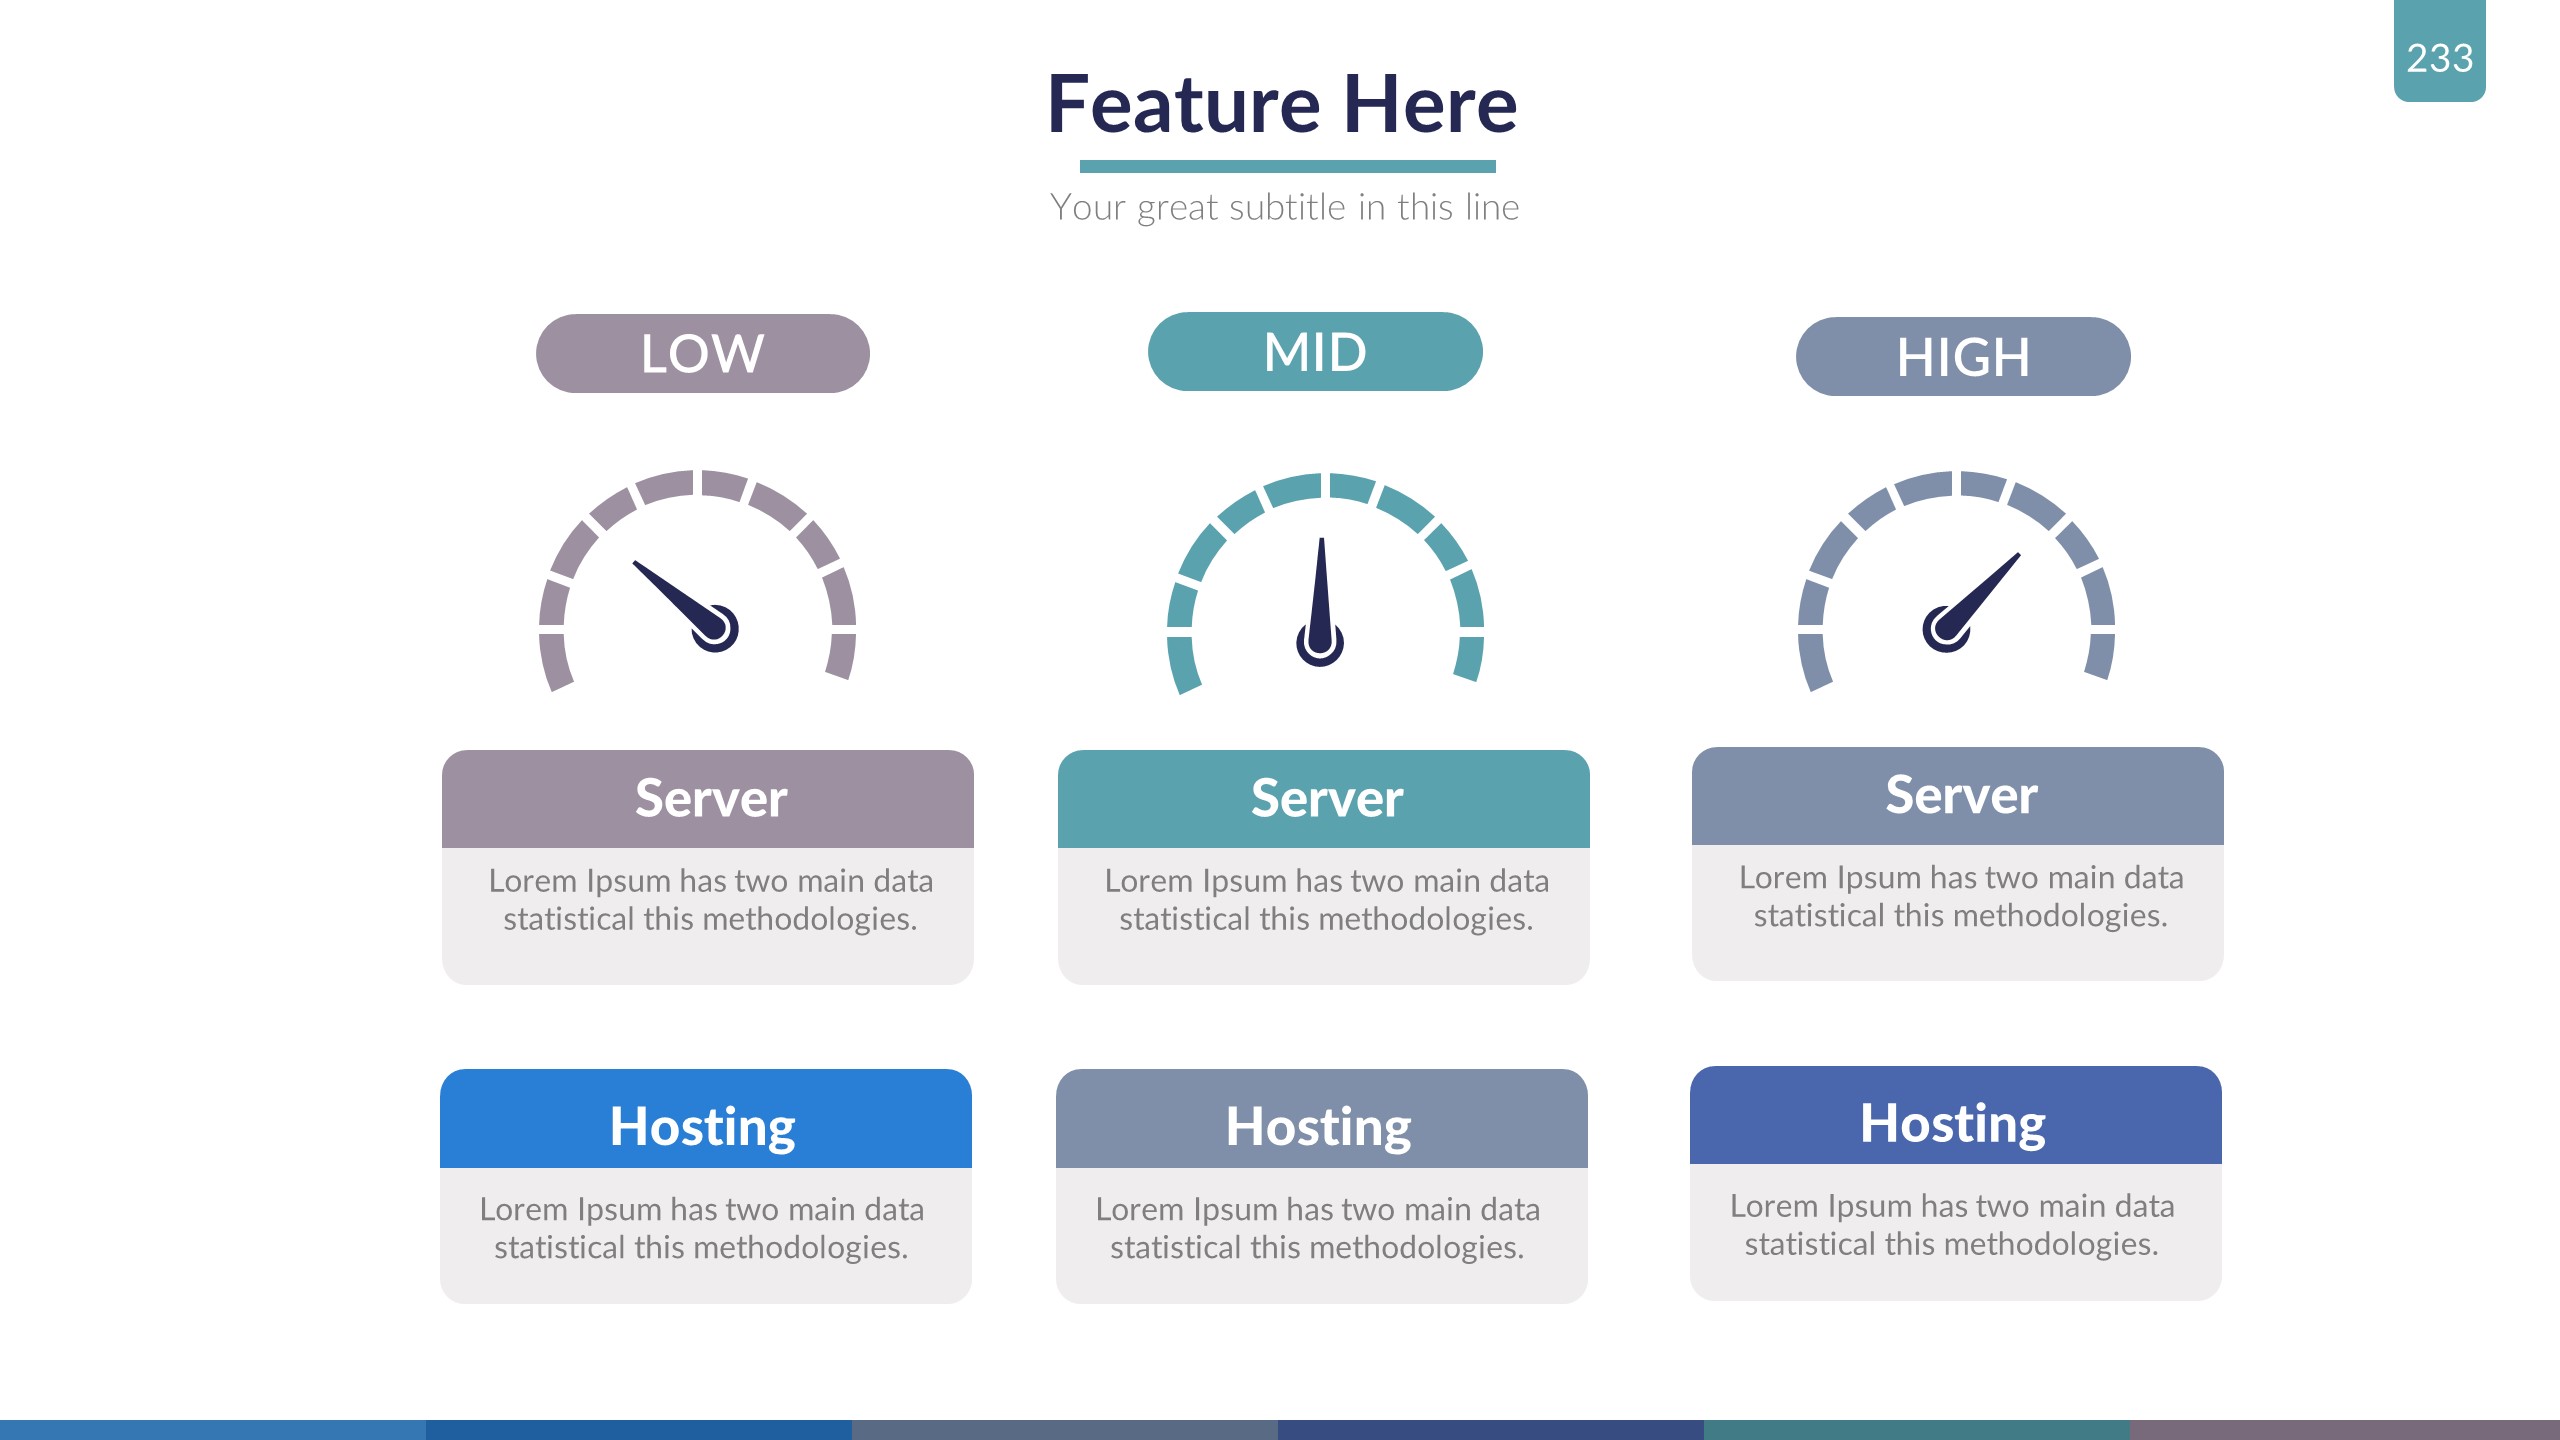 233
Feature Here
Your great subtitle in this line
LOW
MID
HIGH
Server
Lorem Ipsum has two main data
statistical this methodologies.
Server
Lorem Ipsum has two main data
statistical this methodologies.
Server
Lorem Ipsum has two main data
statistical this methodologies.
Hosting
Lorem Ipsum has two main data
statistical this methodologies.
Hosting
Lorem Ipsum has two main data
statistical this methodologies.
Hosting
Lorem Ipsum has two main data
statistical this methodologies.